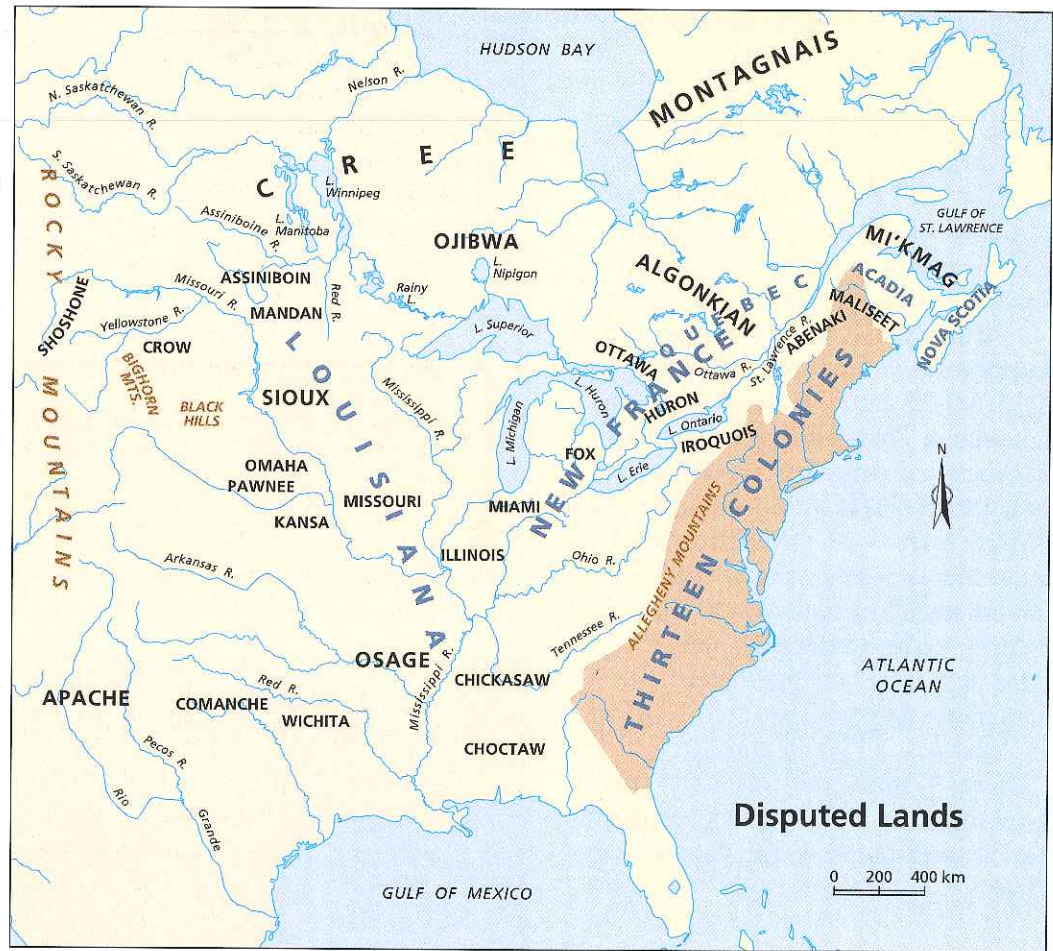 HUDSON BAY
MONTAGNAIS
Nelson R.
N. Saskatchewan R.
S. Saskatchewan R.
CREE
L. Winnipeg
L. Manitoba
Assiniboine R.
ROCKY MOUNTAINS
OJIBWA
L. Nipigon
GULF OF
ST. LAWRENCE
MI'KMAG
ALGONKIAN
QUEBEC
ACADIA
MALISEET
NOVA SCOTIA
ABENAKI
ASSINIBOIN
Rainy L.
Missouri R.
SHOSHONE
MANDAN
Red R.
Yellowstone R.
L. Superior
CROW
OTTAWA
Ottawa R.
St. Lawrence R.
NEW FRANCE
BIGHORN
MTS.
BLACK
HILLS
SIOUX
LOUISIANA
Mississippi R.
L. Michigan
L. Huron
HURON
L. Ontario
IROQUOIS
FOX
L. Erie
N
THIRTEEN COLONIES
OMAHA
PAWNEE
MISSOURI
MIAMI
KANSA
ALLEGHENY MOUNTAINS
ILLINOIS
Ohio R.
Arkansas R.
Tennessee R.
OSAGE
Mississippi R.
CHICKASAW
ATLANTIC
OCEAN
APACHE
COMANCHE
Red R.
WICHITA
CHOCTAW
Pecos R.
Rio Grande
Disputed Lands
0 200 400 km
GULF OF MEXICO